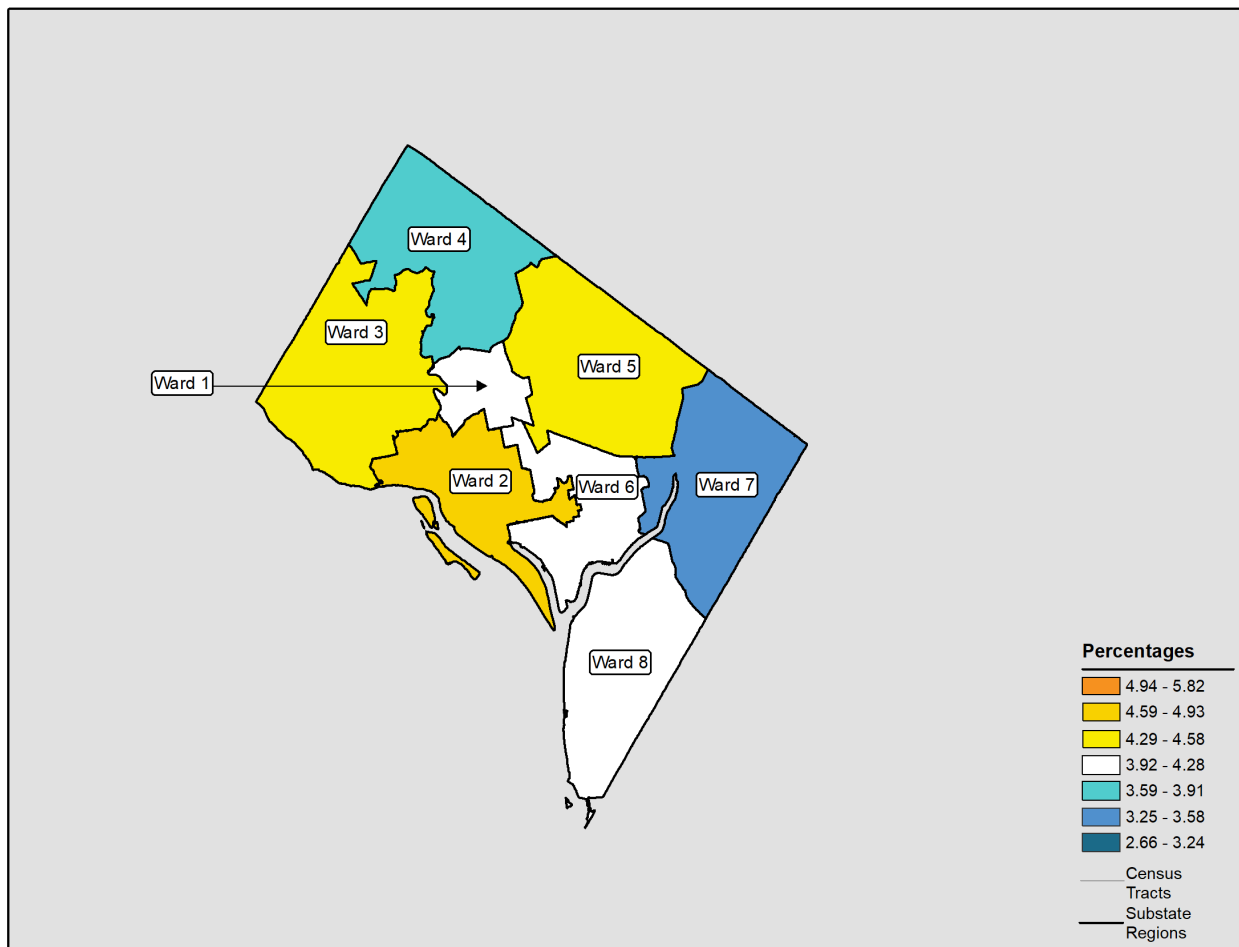 Ward 4
Ward 3
Ward 5
Ward 1
Ward 2
Ward 6
Ward 7
Ward 8
Percentages
4.94 - 5.82
4.59 - 4.93
4.29 - 4.58
3.92 - 4.28
3.59 - 3.91
3.25 - 3.58
2.66 - 3.24
Census
Tracts
Substate
Regions